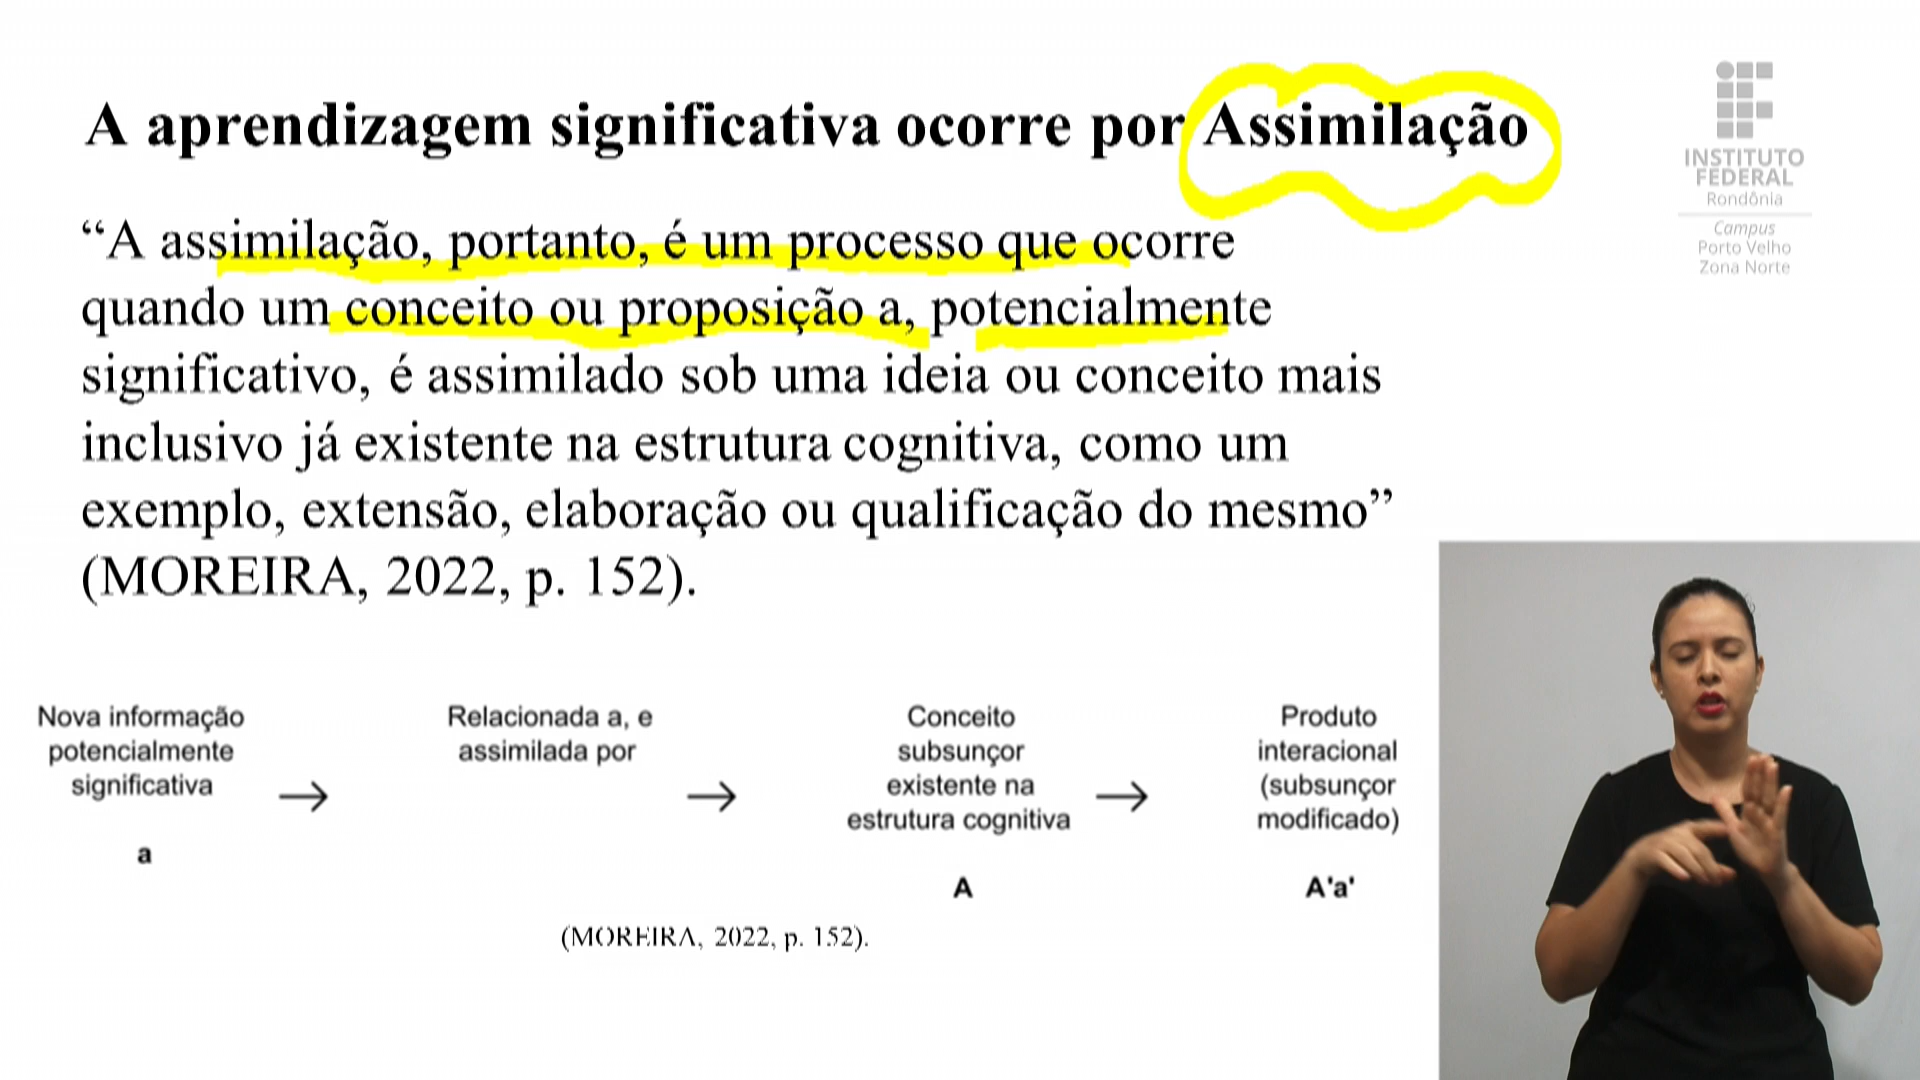 A aprendizagem significativa ocorre por Assimilação
INSTITUTO
FEDERAL
Rondônia
Campus
Porto Velho
Zona Norte
“A assimilação, portanto, é um processo que ocorre
quando um conceito ou proposição a, potencialmente
significativo, é assimilado sob uma ideia ou conceito mais
inclusivo já existente na estrutura cognitiva, como um
exemplo, extensão, elaboração ou qualificação do mesmo”
(MOREIRA, 2022, p. 152).
Nova informação
potencialmente
significativa
→
a
Relacionada a, e
assimilada por
→
Conceito
subsunçor
existente na
estrutura cognitiva
→
A
Produto
interacional
(subsunçor
modificado)
A'a'
(MOREIRA, 2022, p. 152).